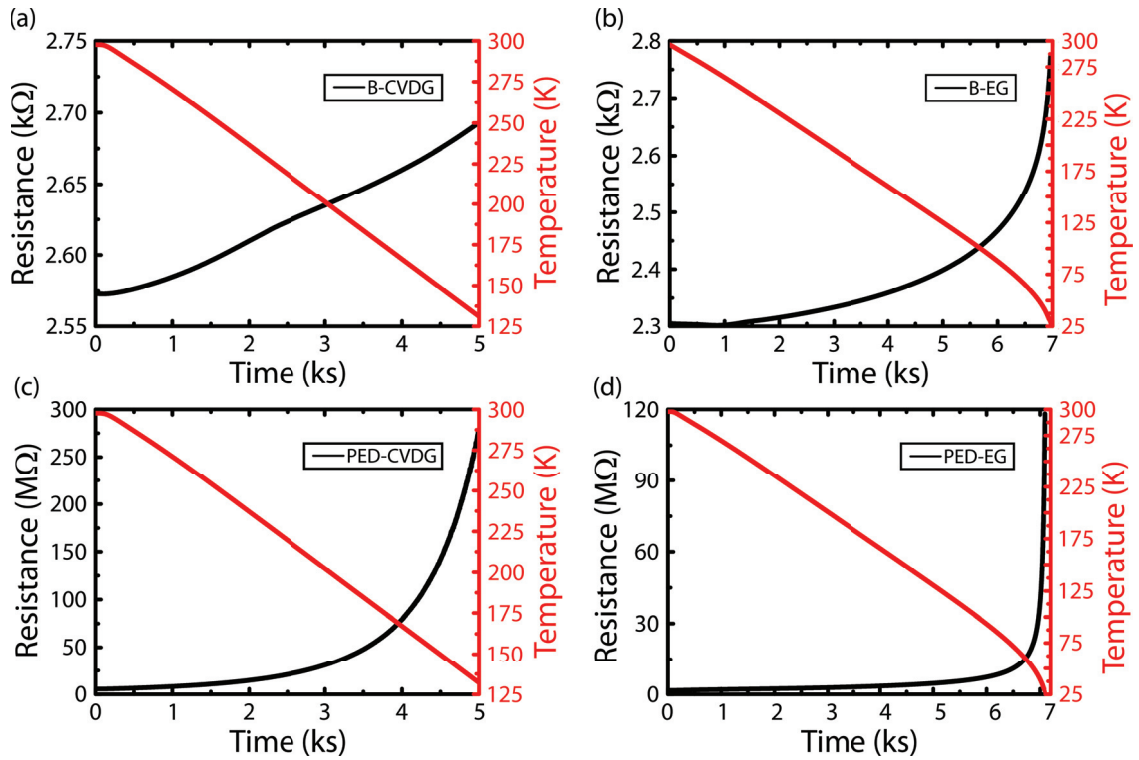 (a)
2.75
2.70
2.65
2.60
2.55
Resistance (kΩ)
B-CVDG
300
275
250
225
200
175
150
125
Temperature (K)
0 1 2 3 4 5
Time (ks)
(b)
2.8
2.7
2.6
2.5
2.4
2.3
Resistance (kΩ)
B-EG
300
275
225
175
125
75
25
Temperature (K)
0 1 2 3 4 5 6 7
Time (ks)
(c)
300
250
200
150
100
50
0
Resistance (MΩ)
PED-CVDG
300
275
250
225
200
175
150
125
Temperature (K)
0 1 2 3 4 5
Time (ks)
(d)
120
90
60
30
0
Resistance (MΩ)
PED-EG
300
275
225
175
125
75
25
Temperature (K)
0 1 2 3 4 5 6 7
Time (ks)